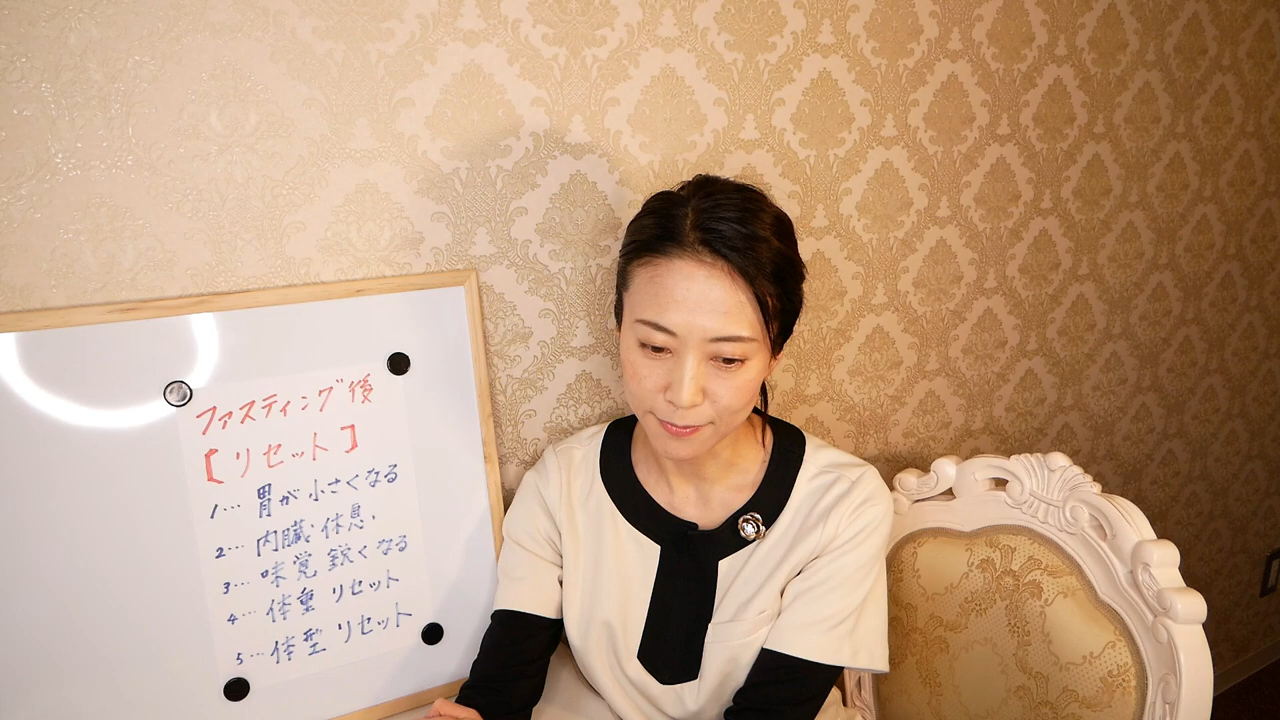 ファスティング後
【リセット】
1… 胃が小さくなる
2… 内臓休息.
3… 味覚鋭くなる
4… 体重リセット
5… 体型リセット